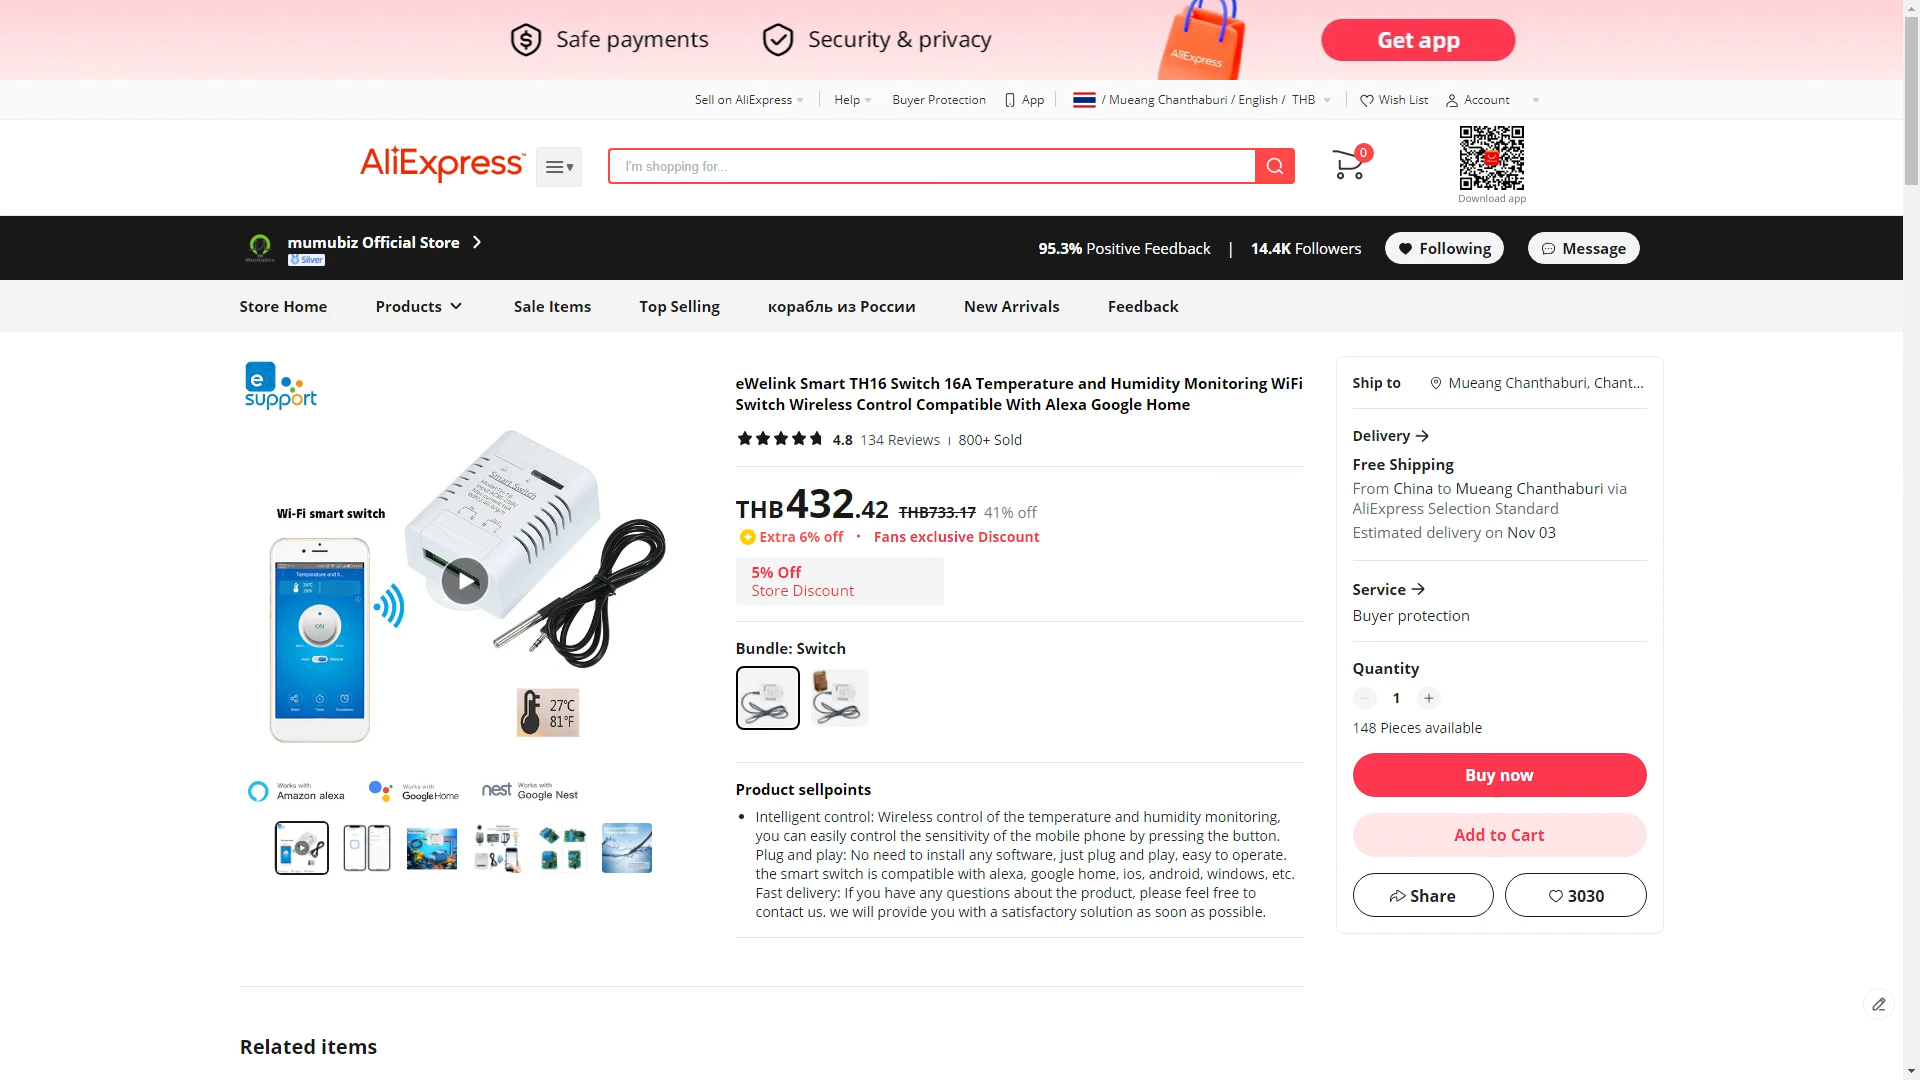 Safe payments
Security & privacy
AliExpress
Get app
Sell on AliExpress
Help
Buyer Protection
App
/ Mueang Chanthaburi / English / THB
Wish List
Account
AliExpress
I'm shopping for...
0
Download app
mumubiz Official Store
Silver
95.3% Positive Feedback | 14.4K Followers
Following
Message
Store Home
Products
Sale Items
Top Selling
корабль из России
New Arrivals
Feedback
e
support
Wi-Fi smart switch
Smart Switch
ON
27°C
81°F
Works with
Amazon alexa
Works with
GoogleHome
nest
Works with
Google Nest
eWelink Smart TH16 Switch 16A Temperature and Humidity Monitoring WiFi
Switch Wireless Control Compatible With Alexa Google Home
4.8 134 Reviews
800+ Sold
THB432.42 THB733.17 41% off
Extra 6% off · Fans exclusive Discount
5% Off
Store Discount
Bundle: Switch
Product sellpoints
Intelligent control: Wireless control of the temperature and humidity monitoring,
you can easily control the sensitivity of the mobile phone by pressing the button.
Plug and play: No need to install any software, just plug and play, easy to operate.
the smart switch is compatible with alexa, google home, ios, android, windows, etc.
Fast delivery: If you have any questions about the product, please feel free to
contact us. we will provide you with a satisfactory solution as soon as possible.
Ship to
Mueang Chanthaburi, Chant...
Delivery
Free Shipping
From China to Mueang Chanthaburi via
AliExpress Selection Standard
Estimated delivery on Nov 03
Service
Buyer protection
Quantity
1
148 Pieces available
Buy now
Add to Cart
Share
3030
Related items